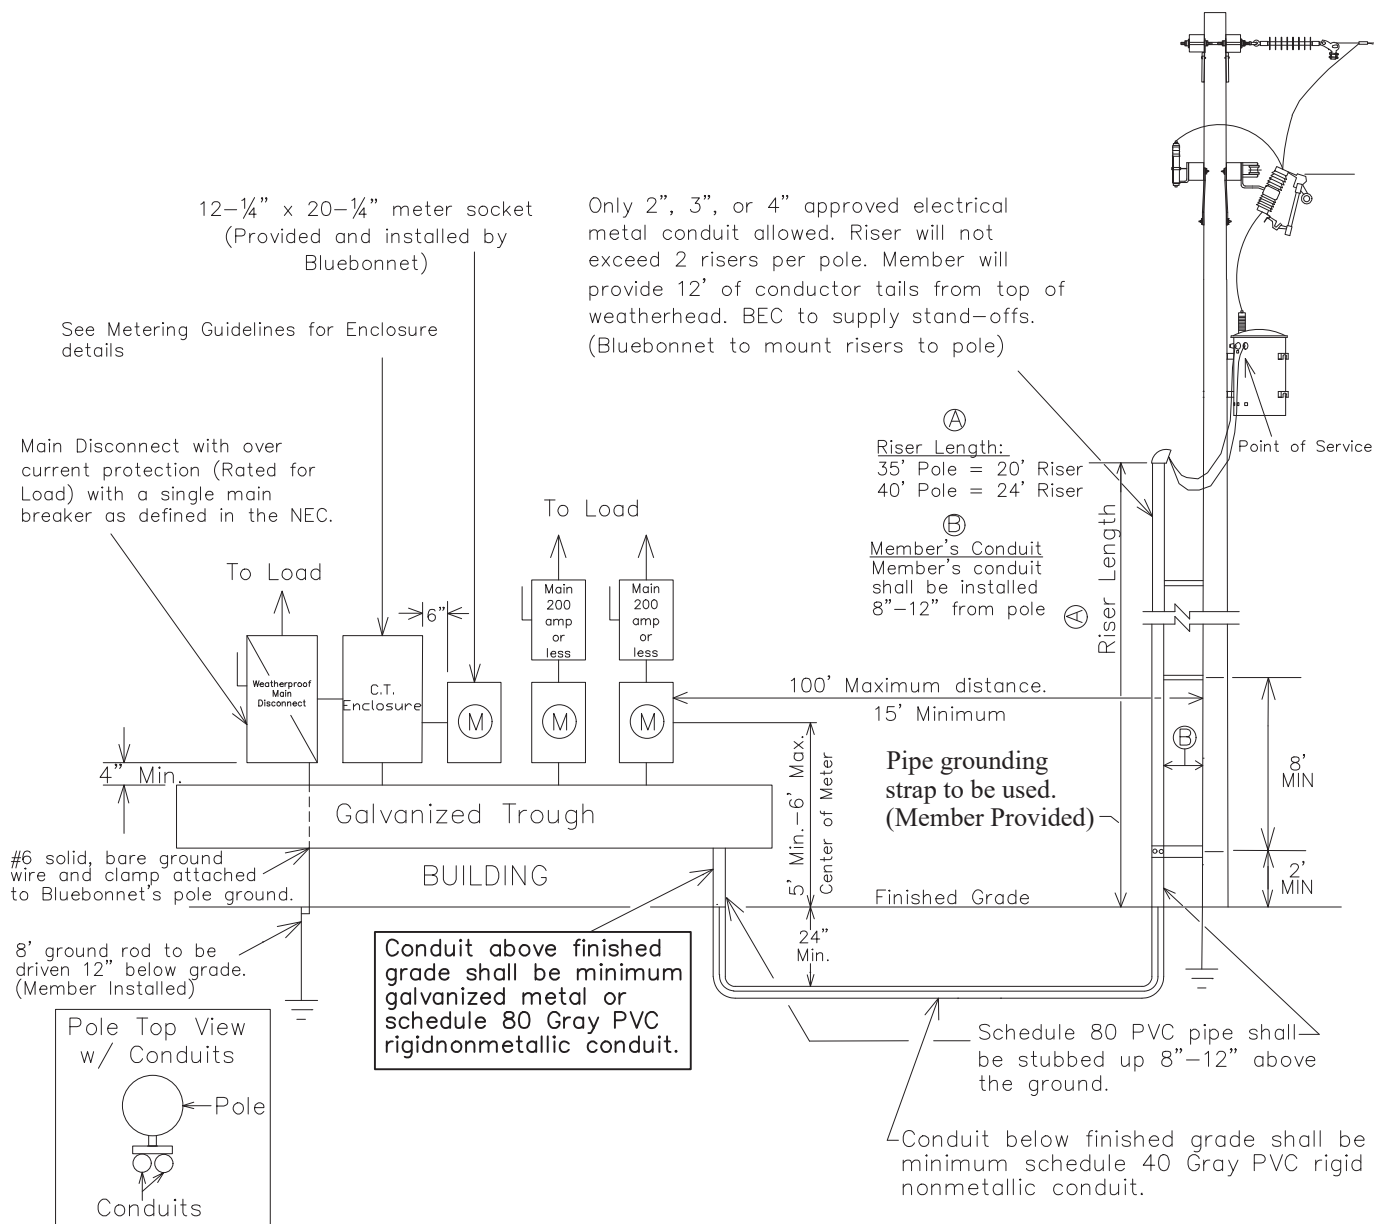 12-¼" x 20-¼" meter socket
(Provided and installed by
Bluebonnet)
Only 2", 3", or 4" approved electrical
metal conduit allowed. Riser will not
exceed 2 risers per pole. Member will
provide 12' of conductor tails from top of
weatherhead. BEC to supply stand-offs.
(Bluebonnet to mount risers to pole)
See Metering Guidelines for Enclosure
details
Main Disconnect with over
current protection (Rated for
Load) with a single main
breaker as defined in the NEC.
A
Riser Length:
35' Pole = 20' Riser
40' Pole = 24' Riser
B
Member's Conduit
Member's conduit
shall be installed
8"-12" from pole
Point of Service
To Load
To Load
6"
Main
200
amp
or
less
Main
200
amp
or
less
A
Riser Length
Weatherproof
Main
Disconnect
C.T.
Enclosure
M
M
M
100' Maximum distance.
15' Minimum
B
4" Min.
Galvanized Trough
5' Min.-6' Max.
Center of Meter
Pipe grounding
strap to be used.
(Member Provided)
8'
MIN
2'
MIN
#6 solid, bare ground
wire and clamp attached
to Bluebonnet's pole ground.
BUILDING
Finished Grade
8' ground rod to be
driven 12" below grade.
(Member Installed)
Conduit above finished
grade shall be minimum
galvanized metal or
schedule 80 Gray PVC
rigidnonmetallic conduit.
24"
Min.
Schedule 80 PVC pipe shall
be stubbed up 8"-12" above
the ground.
Conduit below finished grade shall be
minimum schedule 40 Gray PVC rigid
nonmetallic conduit.
Pole Top View
w/ Conduits
Pole
Conduits